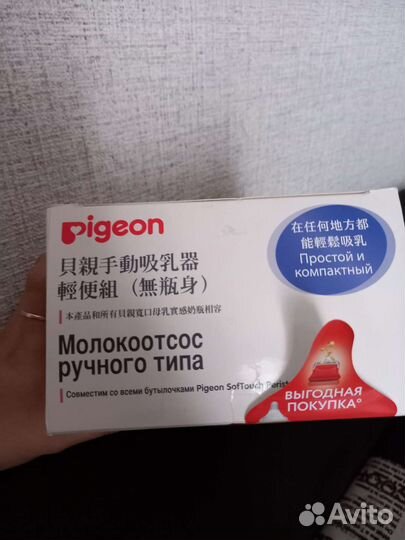 pigeon
貝親手動吸乳器
輕便組（無瓶身）
本產品和所有貝親寬口母乳實感奶瓶相容
Молокоотсос
ручного типа
Совместим со всеми бутылочками Pigeon SofTouch Perist
在任何地方都
能輕鬆吸乳
Простой и
компактный
ВЫГОДНАЯ
ПОКУПКА
Avito